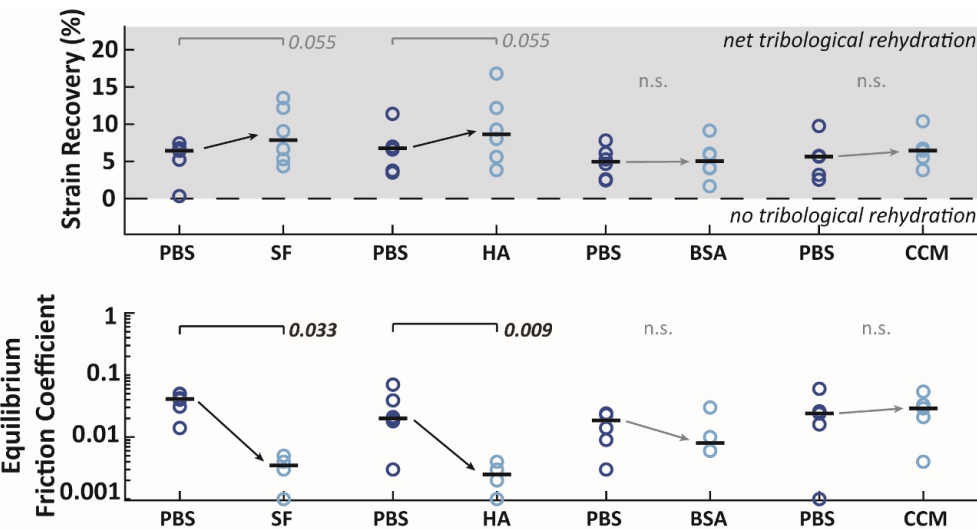 Strain Recovery (%)
20
15
10
5
0
0.055
0.055
n.s.
n.s.
net tribological rehydration
no tribological rehydration
PBS SF PBS HA PBS BSA PBS CCM
Equilibrium
Friction Coefficient
1
0.1
0.01
0.001
0.033
0.009
n.s.
n.s.
PBS SF PBS HA PBS BSA PBS CCM